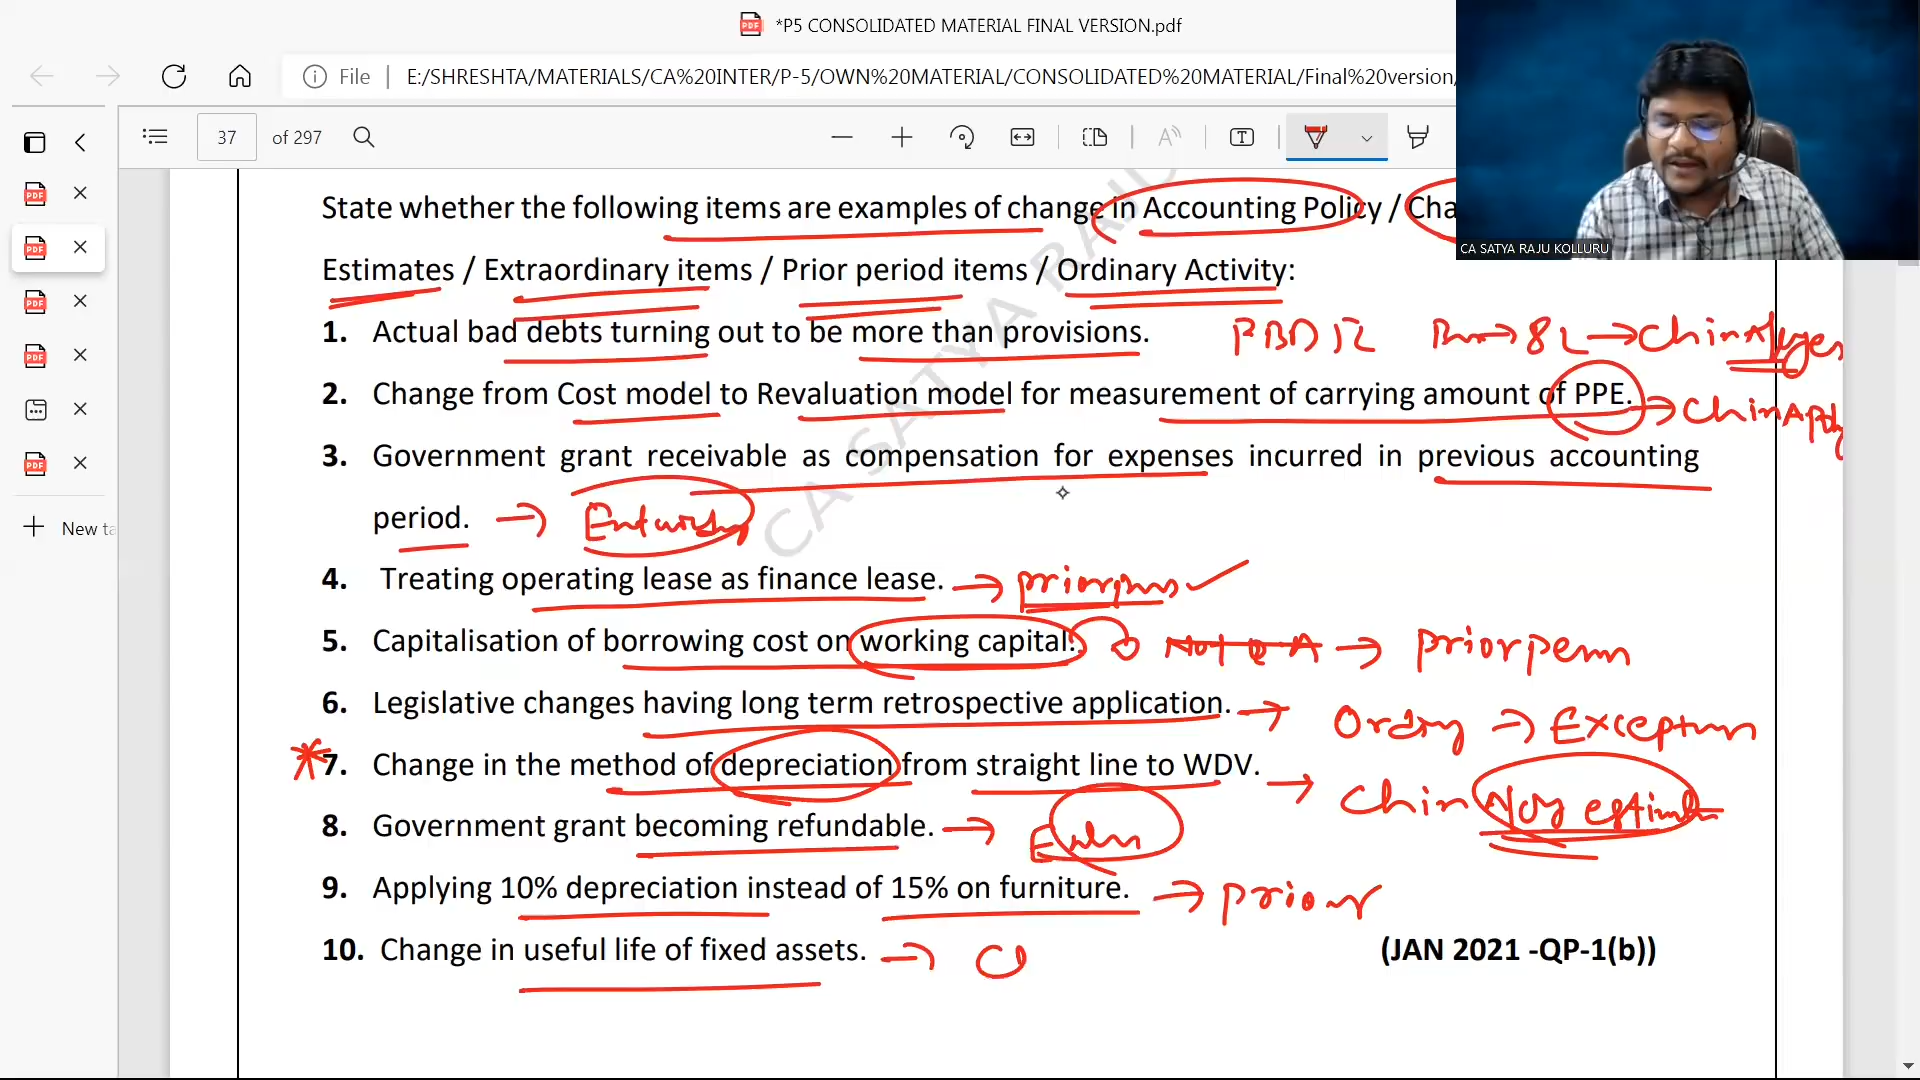 *P5 CONSOLIDATED MATERIAL FINAL VERSION.pdf
File E:/SHRESHTA/MATERIALS/CA%20INTER/P-5/OWN%20MATERIAL/CONSOLIDATED%20MATERIAL/Final%20version,
37 of 297
CA SATYA RAJU KOLLURU
State whether the following items are examples of change in Accounting Policy / Cha
Estimates / Extraordinary items / Prior period items / Ordinary Activity:
1. Actual bad debts turning out to be more than provisions. PBD 12
2. Change from Cost model to Revaluation model for measurement of carrying amount of PPE.
3. Government grant receivable as compensation for expenses incurred in previous accounting
period.
4. Treating operating lease as finance lease.
5. Capitalisation of borrowing cost on working capital. → Not Q A → prior
6. Legislative changes having long term retrospective application. →
7. Change in the method of depreciation from straight line to WDV. →
8. Government grant becoming refundable. →
9. Applying 10% depreciation instead of 15% on furniture. → prior
10. Change in useful life of fixed assets. → (JAN 2021 -QP-1(b))
New ta
CA SATYA RAJU